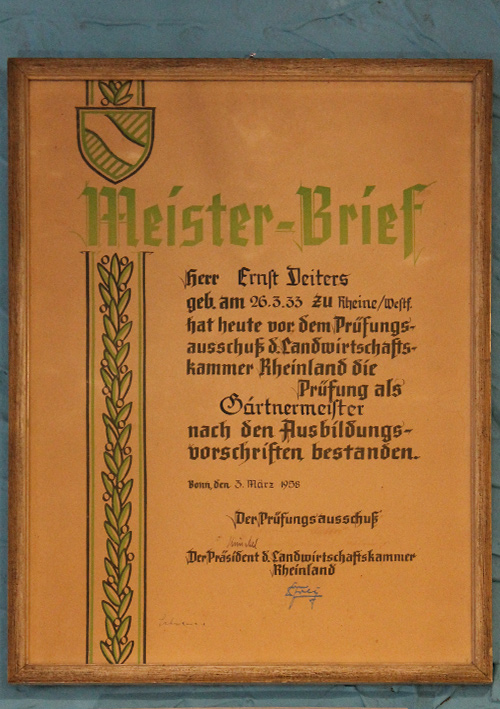 Meister-Brief
Herr Ernst Deiters
geb. am 26.3.33 zu Rheine/Westf.
hat heute vor dem Prüfungs-
ausschuß d. Landwirtschafts-
kammer Rheinland die
Prüfung als
Gärtnermeister
nach den Ausbildungs-
vorschriften bestanden.
Bonn, den 3. März 1958
Der Prüfungsausschuß
Der Präsident d. Landwirtschaftskammer
Rheinland